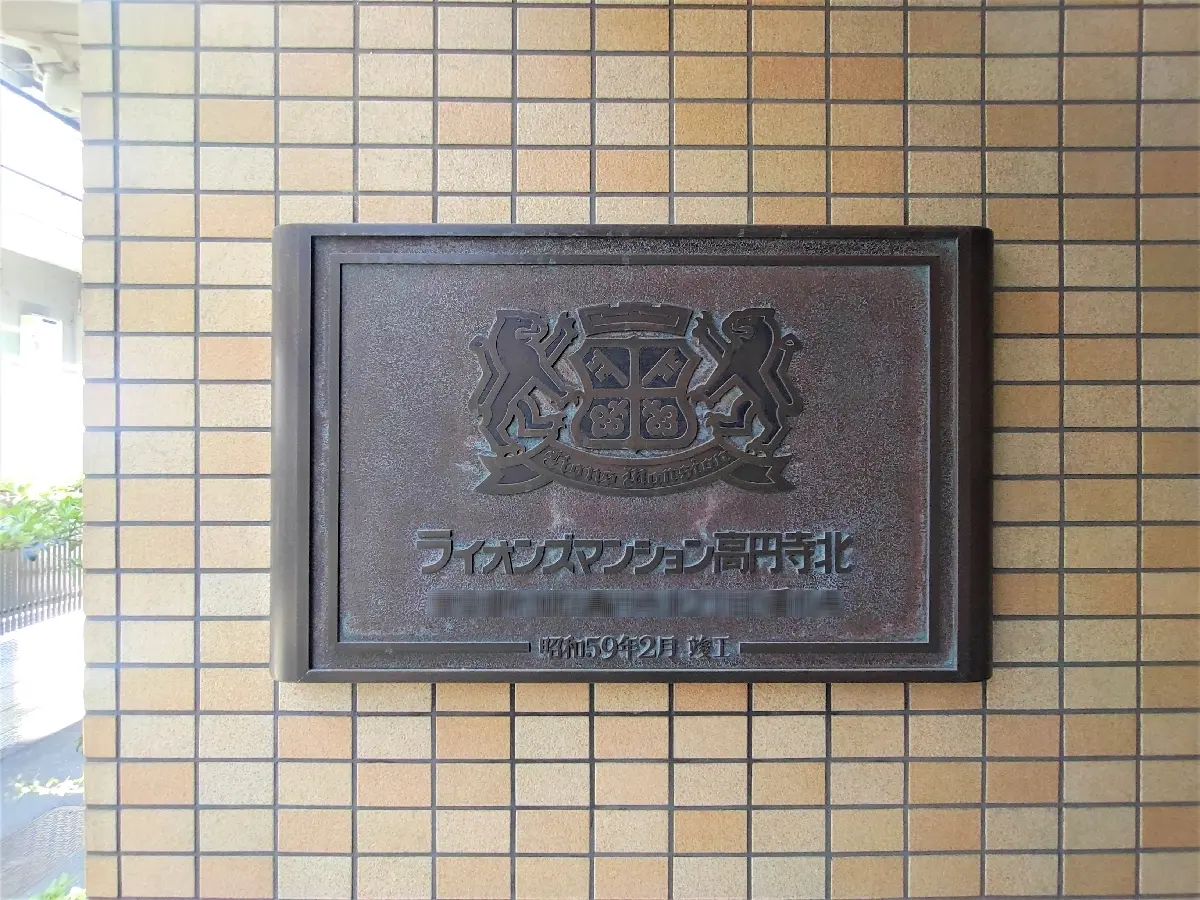 Lions Mansion
ライオンズマンション高円寺北
昭和59年2月 竣工